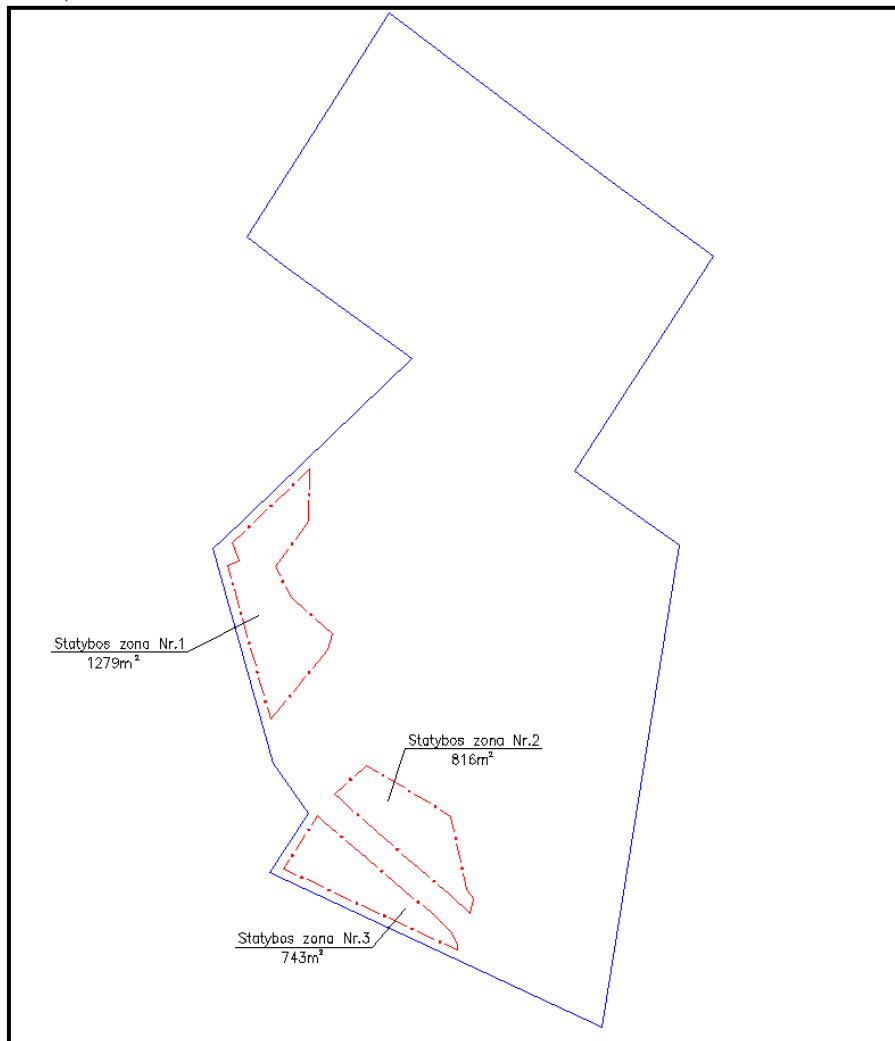 Statybos zona Nr.1
1279m²
Statybos zona Nr.2
816m²
Statybos zona Nr.3
743m²